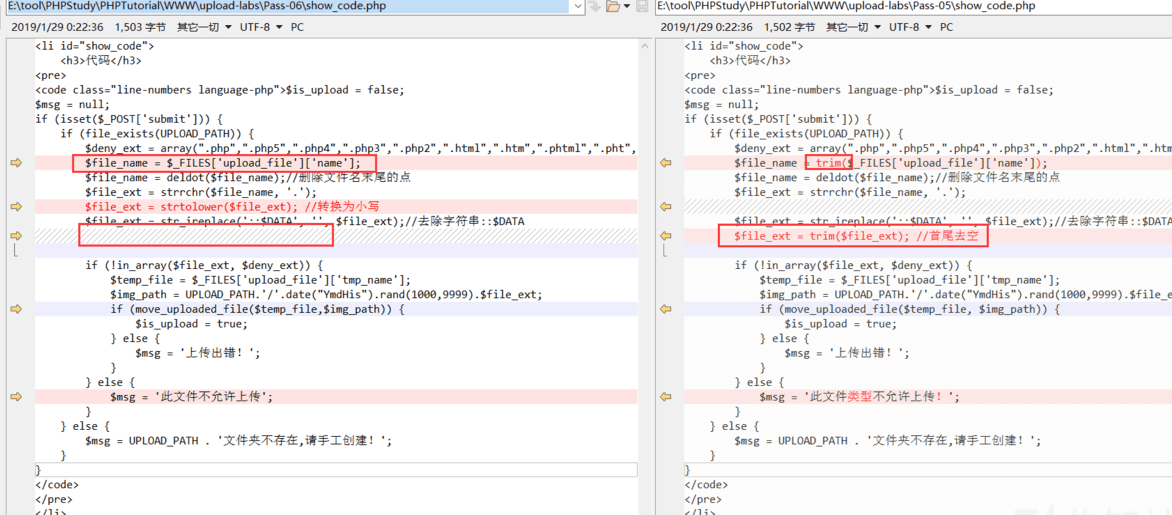 E:\tool\PHPStudy\PHPTutorial\WWW\upload-labs\Pass-06\show_code.php
2019/1/29 0:22:36 1,503 字节 其它一切 UTF-8 PC
<li id="show_code">
<h3>代码</h3>
<pre>
<code class="line-numbers language-php">$is_upload = false;
$msg = null;
if (isset($_POST['submit'])) {
if (file_exists(UPLOAD_PATH)) {
$deny_ext = array(".php",".php5",".php4",".php3",".php2",".html",".htm",".phtml",".pht",
$file_name = $_FILES['upload_file']['name'];
$file_name = deldot($file_name);//删除文件名末尾的点
$file_ext = strrchr($file_name, '.');
$file_ext = strtolower($file_ext); //转换为小写
$file_ext = str_ireplace('::$DATA', '', $file_ext);//去除字符串::$DATA
if (!in_array($file_ext, $deny_ext)) {
$temp_file = $_FILES['upload_file']['tmp_name'];
$img_path = UPLOAD_PATH.'/'.date("YmdHis").rand(1000,9999).$file_ext;
if (move_uploaded_file($temp_file,$img_path)) {
$is_upload = true;
} else {
$msg = '上传出错！';
}
} else {
$msg = '此文件不允许上传';
}
} else {
$msg = UPLOAD_PATH . '文件夹不存在,请手工创建！';
}
}
</code>
</pre>
</li>
E:\tool\PHPStudy\PHPTutorial\WWW\upload-labs\Pass-05\show_code.php
2019/1/29 0:22:36 1,502 字节 其它一切 UTF-8 PC
<li id="show_code">
<h3>代码</h3>
<pre>
<code class="line-numbers language-php">$is_upload = false;
$msg = null;
if (isset($_POST['submit'])) {
if (file_exists(UPLOAD_PATH)) {
$deny_ext = array(".php",".php5",".php4",".php3",".php2",".html",".htm
$file_name = trim($_FILES['upload_file']['name']);
$file_name = deldot($file_name);//删除文件名末尾的点
$file_ext = strrchr($file_name, '.');
$file_ext = str_ireplace('::$DATA', '', $file_ext);//去除字符串::$DATA
$file_ext = trim($file_ext); //首尾去空
if (!in_array($file_ext, $deny_ext)) {
$temp_file = $_FILES['upload_file']['tmp_name'];
$img_path = UPLOAD_PATH.'/'.date("YmdHis").rand(1000,9999).$file_e
if (move_uploaded_file($temp_file, $img_path)) {
$is_upload = true;
} else {
$msg = '上传出错！';
}
} else {
$msg = '此文件类型不允许上传！';
}
} else {
$msg = UPLOAD_PATH . '文件夹不存在,请手工创建！';
}
}
</code>
</pre>
</li>